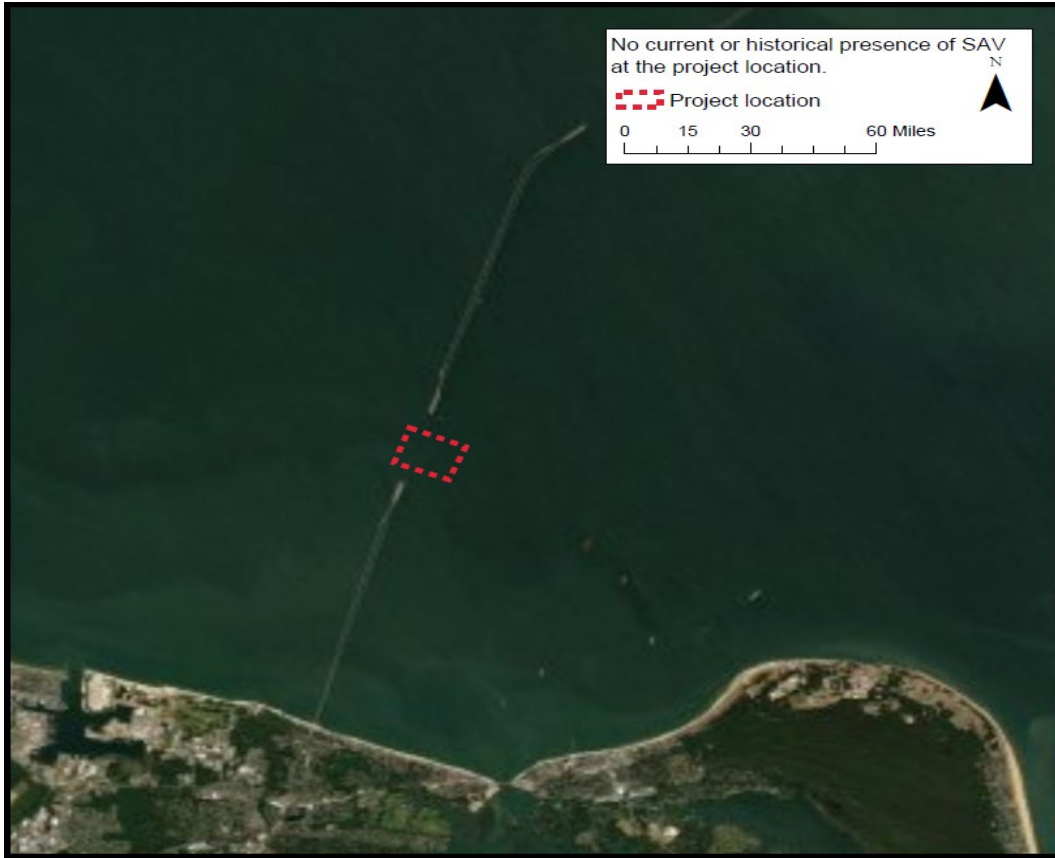 No current or historical presence of SAV
at the project location.
N
Project location
0 15 30 60 Miles